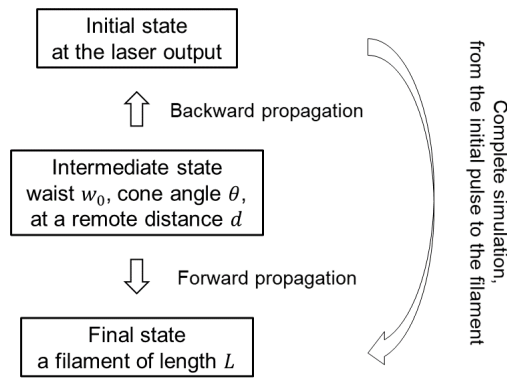 Initial state
at the laser output
Backward propagation
Intermediate state
waist w₀, cone angle θ,
at a remote distance d
Forward propagation
Final state
a filament of length L
Complete simulation,
from the initial pulse to the filament